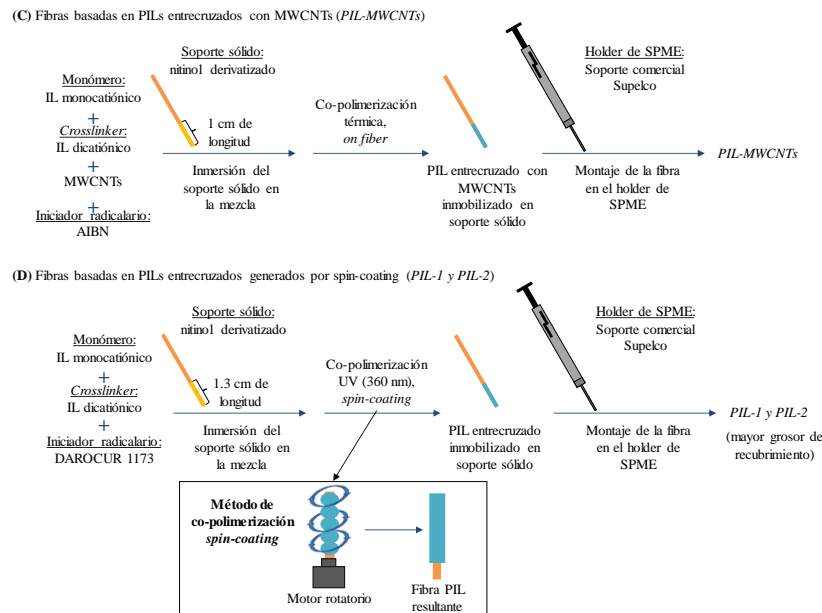 (C) Fibras basadas en PILs entrecruzados con MWCNTs (PIL-MWCNTs)
Monómero:
IL monocatiónico
+
Crosslinker:
IL dicatiónico
+
MWCNTs
+
Iniciador radicalario:
AIBN
Soporte sólido:
nitinol derivatizado
1 cm de
longitud
Inmersión del
soporte sólido en
la mezcla
Co-polimerización
térmica,
on fiber
PIL entrecruzado con
MWCNTs
inmobilizado en
soporte sólido
Holder de SPME:
Soporte comercial
Supelco
Montaje de la fibra
en el holder de
SPME
PIL-MWCNTs
(D) Fibras basadas en PILs entrecruzados generados por spin-coating (PIL-1 y PIL-2)
Monómero:
IL monocatiónico
+
Crosslinker:
IL dicatiónico
+
Iniciador radicalario:
DAROCUR 1173
Soporte sólido:
nitinol derivatizado
1.3 cm de
longitud
Inmersión del
soporte sólido en
la mezcla
Co-polimerización
UV (360 nm),
spin-coating
PIL entrecruzado
inmobilizado en
soporte sólido
Holder de SPME:
Soporte comercial
Supelco
Montaje de la fibra
en el holder de
SPME
PIL-1 y PIL-2
(mayor grosor de
recubrimiento)
Método de
co-polimerización
spin-coating
Motor rotatorio
Fibra PIL
resultante